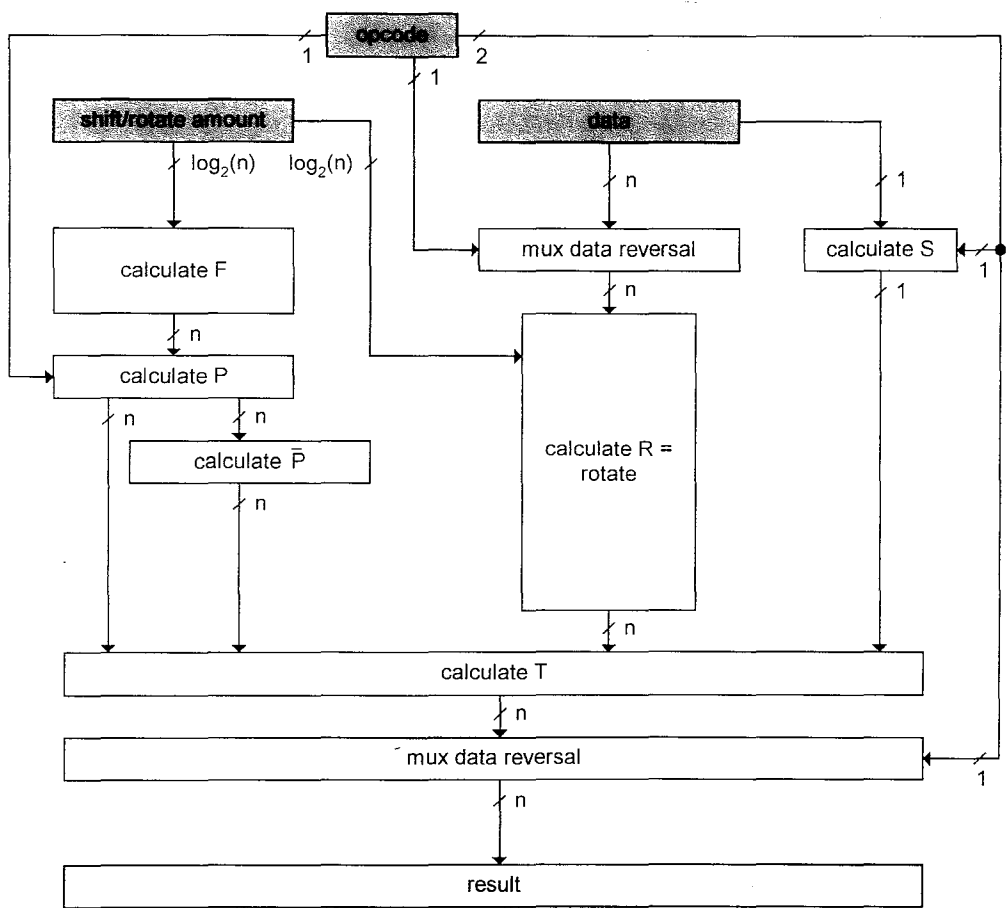 opcode
1
1
2
shift/rotate amount
data
log₂(n)
log₂(n)
n
1
calculate F
mux data reversal
calculate S
1
n
n
1
calculate P
n
n
calculate P̅
calculate R =
rotate
n
n
calculate T
n
mux data reversal
1
n
result